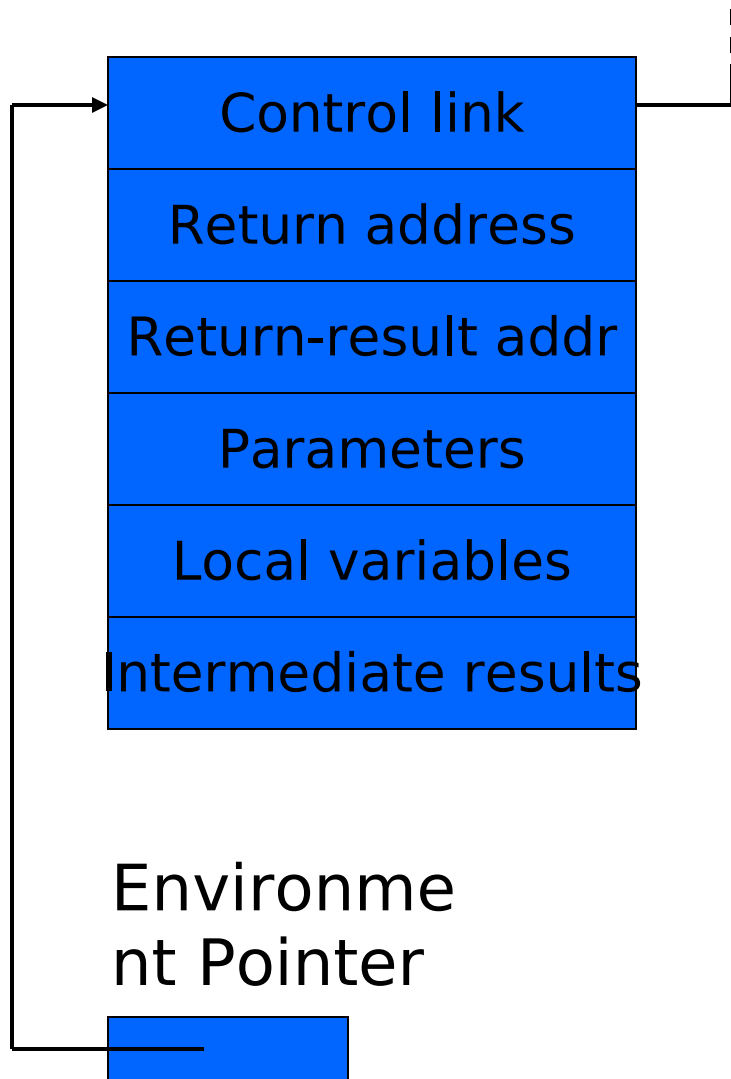 Control link
Return address
Return-result addr
Parameters
Local variables
Intermediate results
Environme
nt Pointer